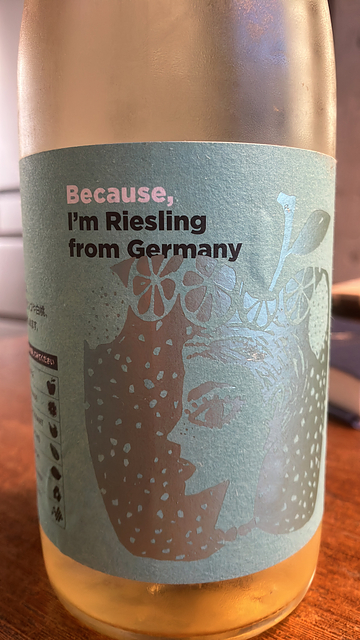 Because,
I'm Riesling
from Germany